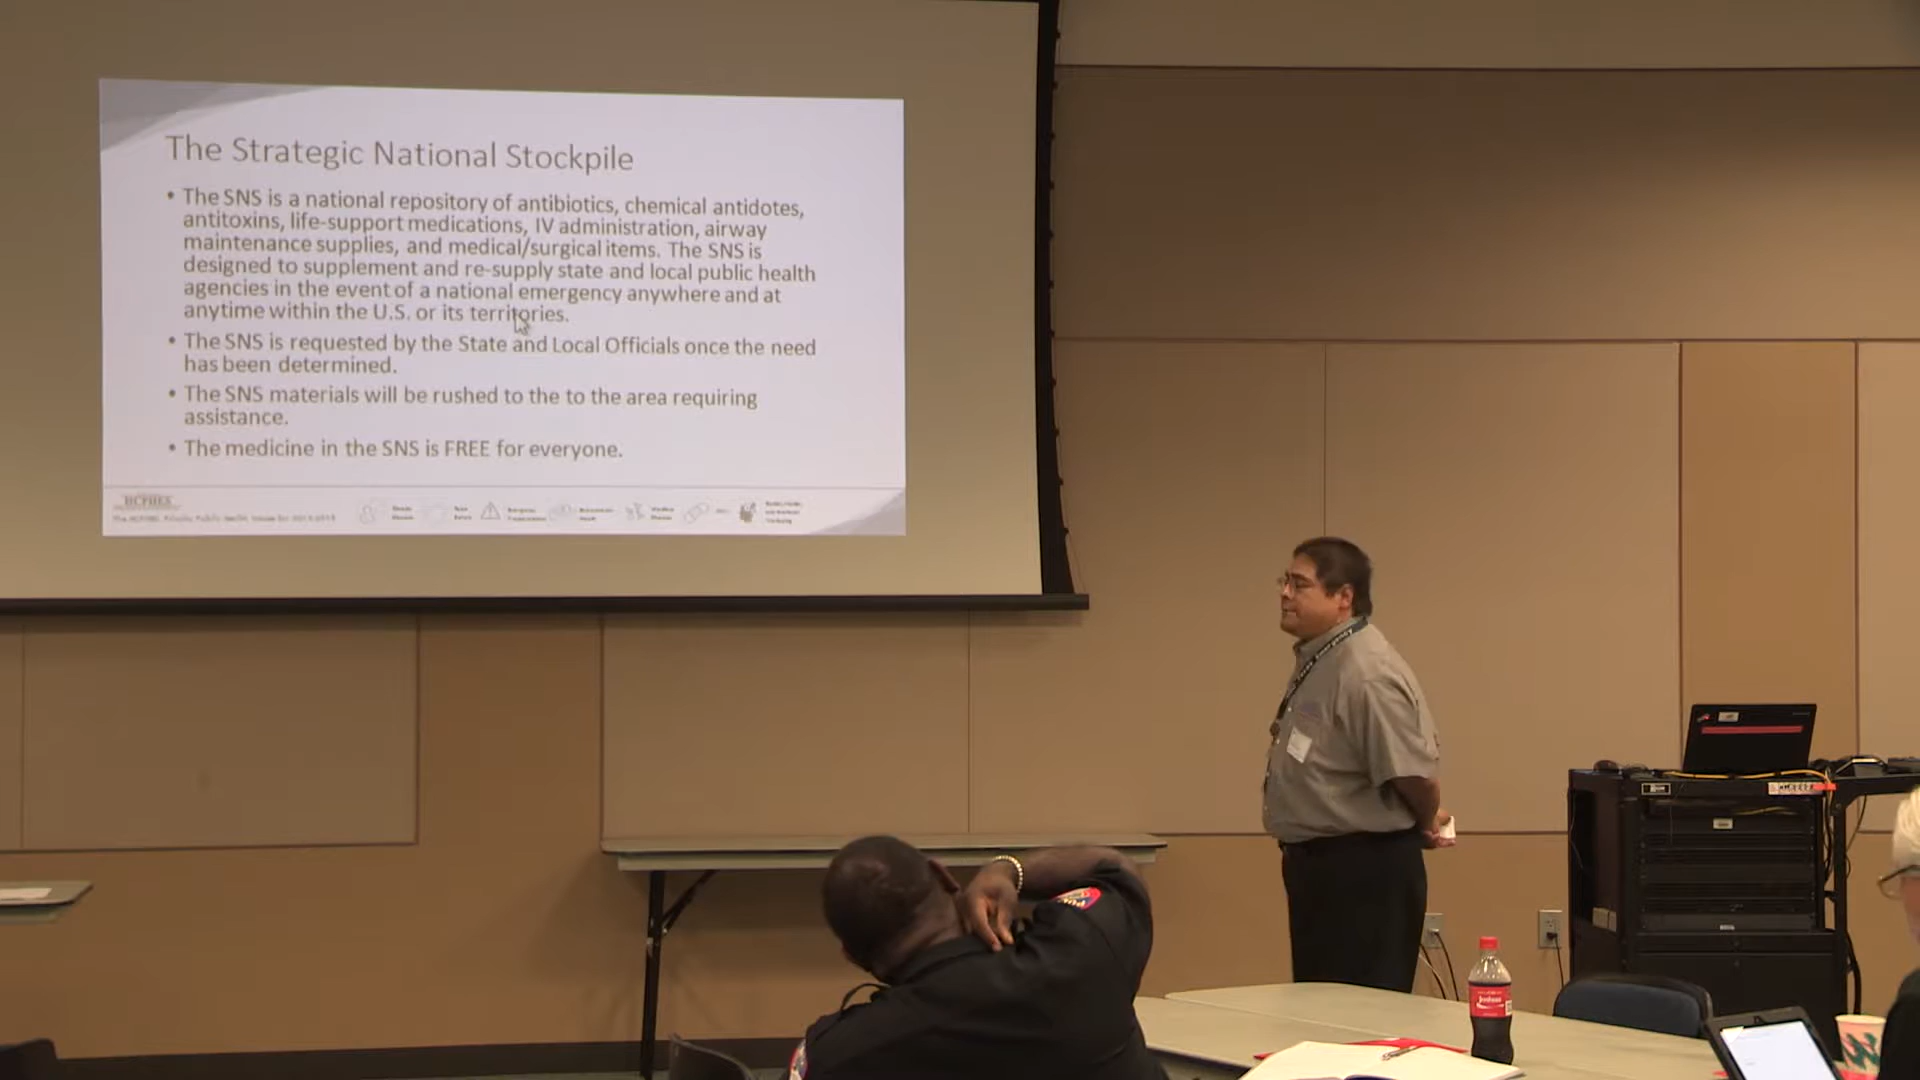 The Strategic National Stockpile
• The SNS is a national repository of antibiotics, chemical antidotes,
antitoxins, life-support medications, IV administration, airway
maintenance supplies, and medical/surgical items. The SNS is
designed to supplement and re-supply state and local public health
agencies in the event of a national emergency anywhere and at
anytime within the U.S. or its territories.
• The SNS is requested by the State and Local Officials once the need
has been determined.
• The SNS materials will be rushed to the to the area requiring
assistance.
• The medicine in the SNS is FREE for everyone.
HCPHES